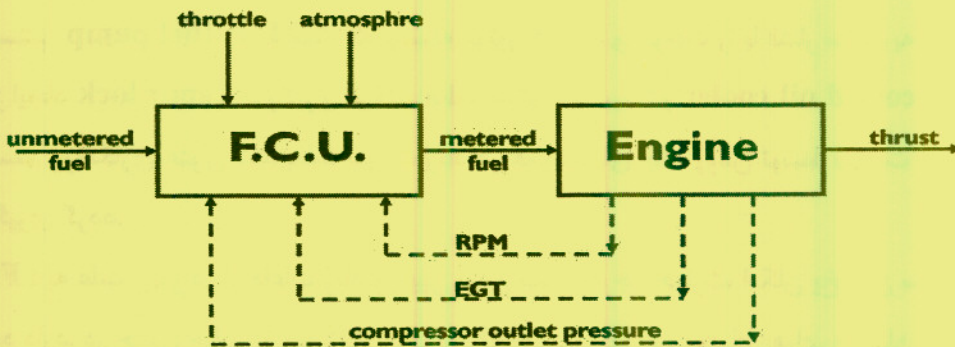 throttle atmosphre
unmetered
fuel
F.C.U.
metered
fuel
Engine
thrust
RPM
EGT
compressor outlet pressure